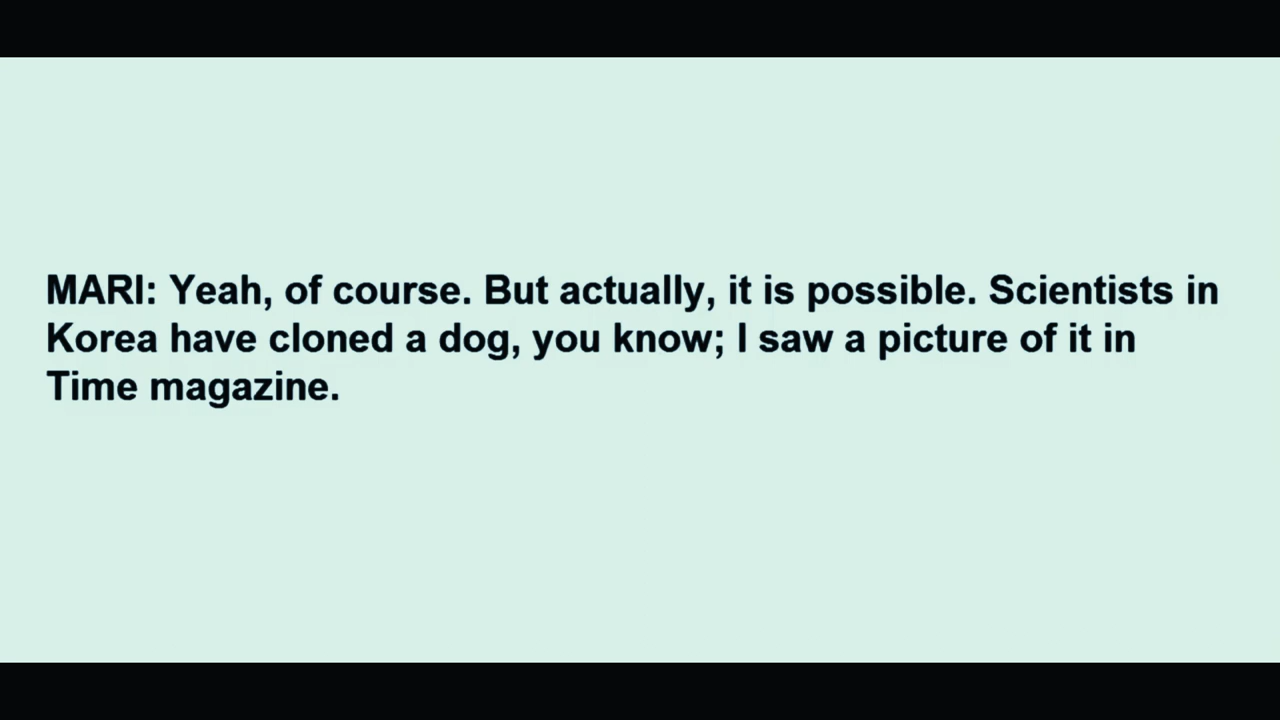 MARI: Yeah, of course. But actually, it is possible. Scientists in
Korea have cloned a dog, you know; I saw a picture of it in
Time magazine.